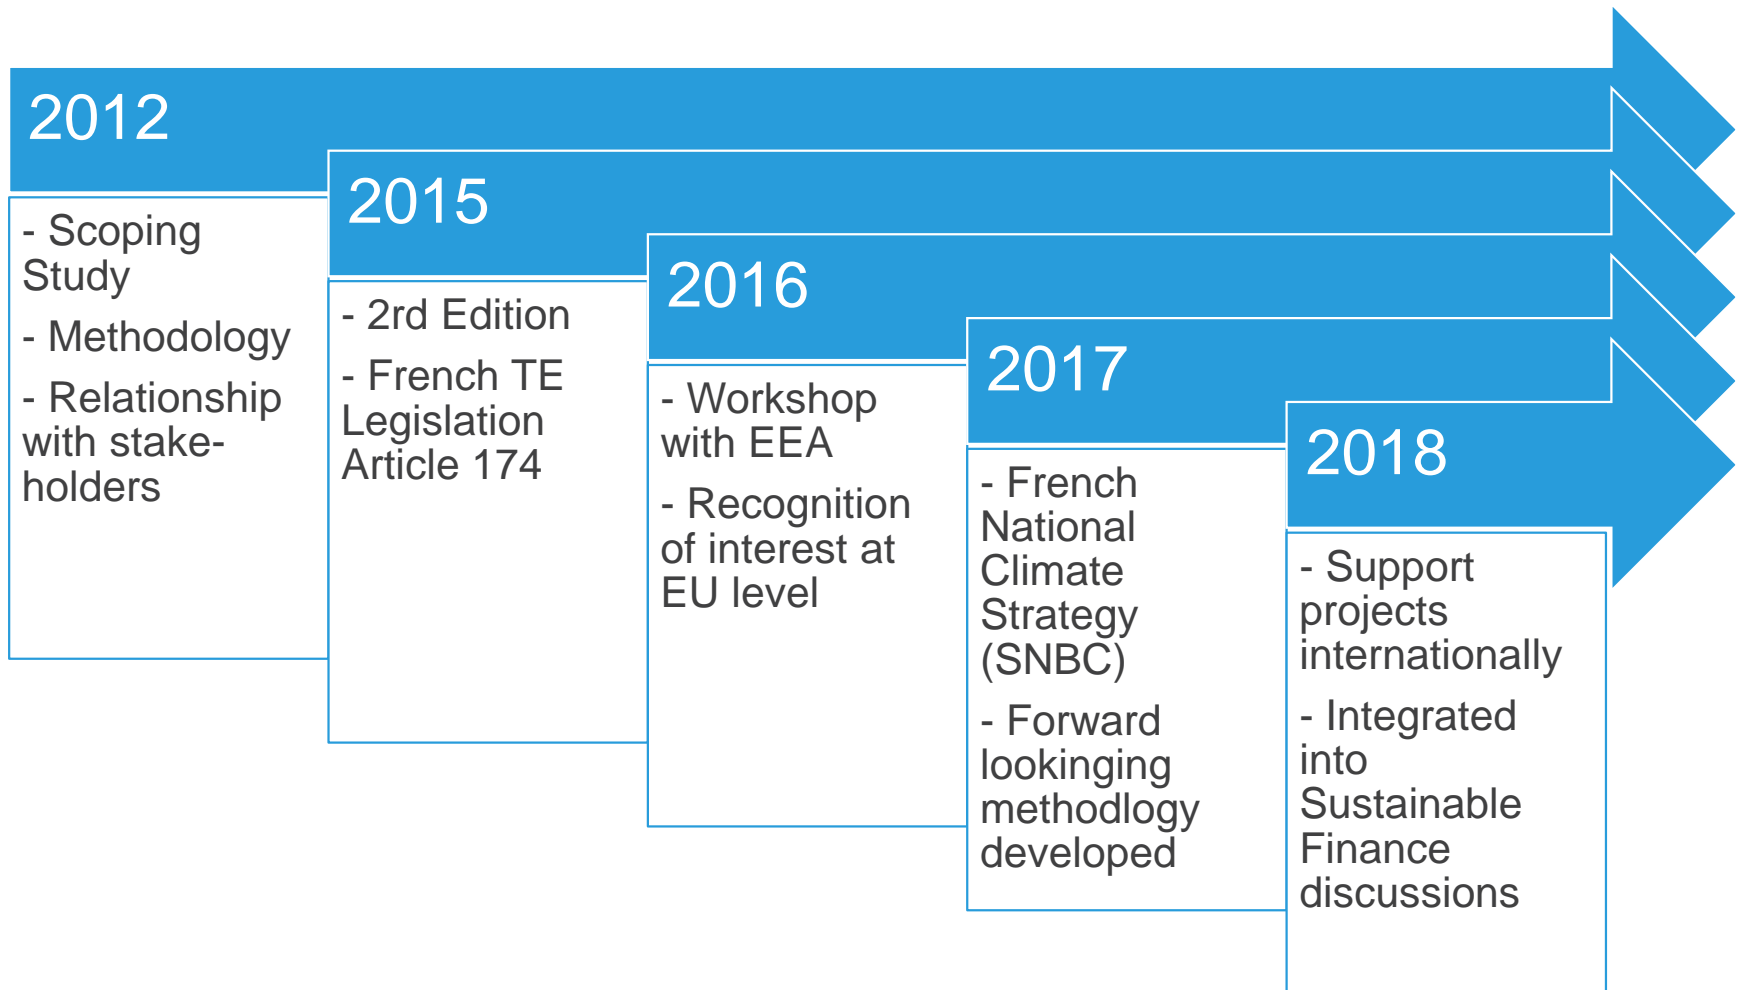 2012
- Scoping
Study
- Methodology
- Relationship
with stake-
holders
2015
- 2rd Edition
- French TE
Legislation
Article 174
2016
- Workshop
with EEA
- Recognition
of interest at
EU level
2017
- French
National
Climate
Strategy
(SNBC)
- Forward
lookinging
methodlogy
developed
2018
- Support
projects
internationally
- Integrated
into
Sustainable
Finance
discussions